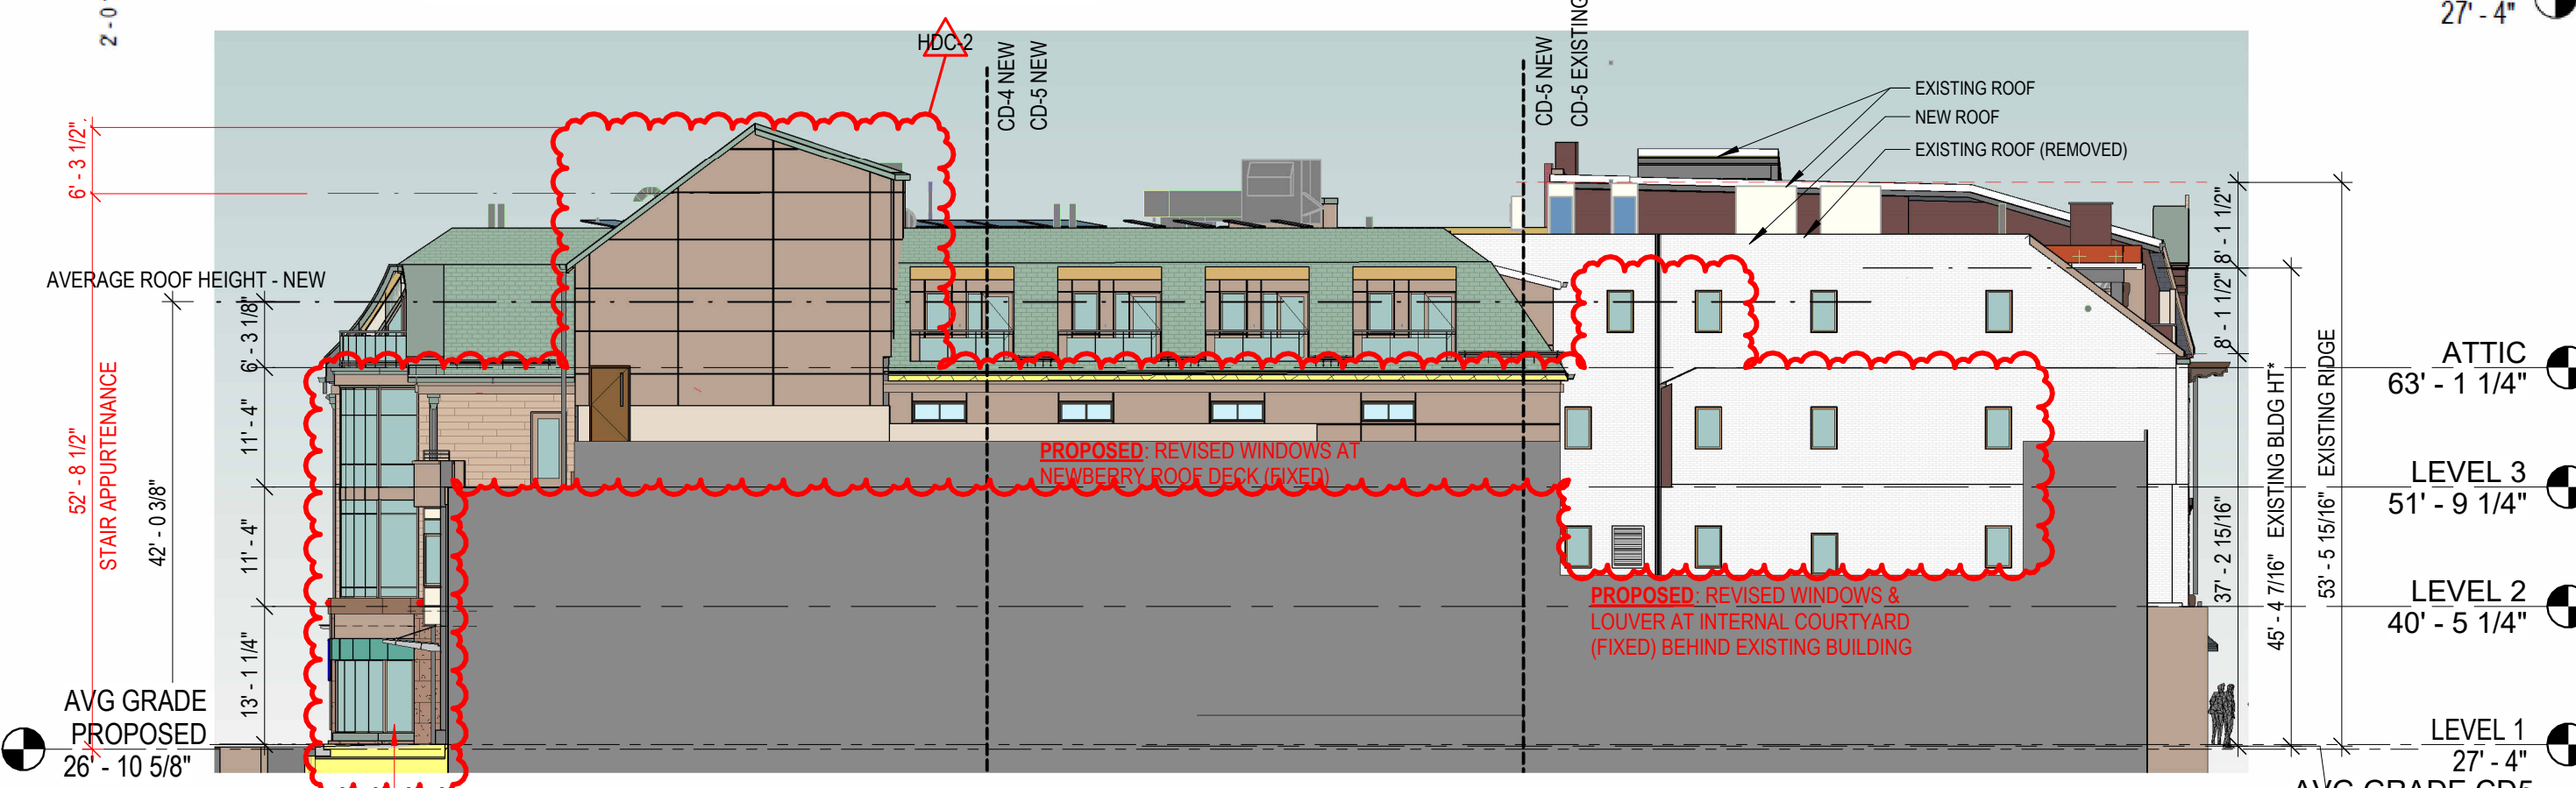 2' - 0
27' - 4"
HDC-2
CD-4 NEW
CD-5 NEW
CD-5 NEW
CD-5 EXISTING
EXISTING ROOF
NEW ROOF
EXISTING ROOF (REMOVED)
6' - 3 1/2"
52' - 8 1/2"
STAIR APPURTENANCE
AVERAGE ROOF HEIGHT - NEW
42' - 0 3/8"
6' - 3 1/8"
11' - 4"
11' - 4"
13' - 1 1/4"
AVG GRADE
PROPOSED
26' - 10 5/8"
PROPOSED: REVISED WINDOWS AT
NEWBERRY ROOF DECK (FIXED)
PROPOSED: REVISED WINDOWS &
LOUVER AT INTERNAL COURTYARD
(FIXED) BEHIND EXISTING BUILDING
8' - 1 1/2"
8' - 1 1/2"
37' - 2 15/16"
45' - 4 7/16" EXISTING BLDG HT*
53' - 5 15/16" EXISTING RIDGE
ATTIC
63' - 1 1/4"
LEVEL 3
51' - 9 1/4"
LEVEL 2
40' - 5 1/4"
LEVEL 1
27' - 4"
AVG GRADE CD5